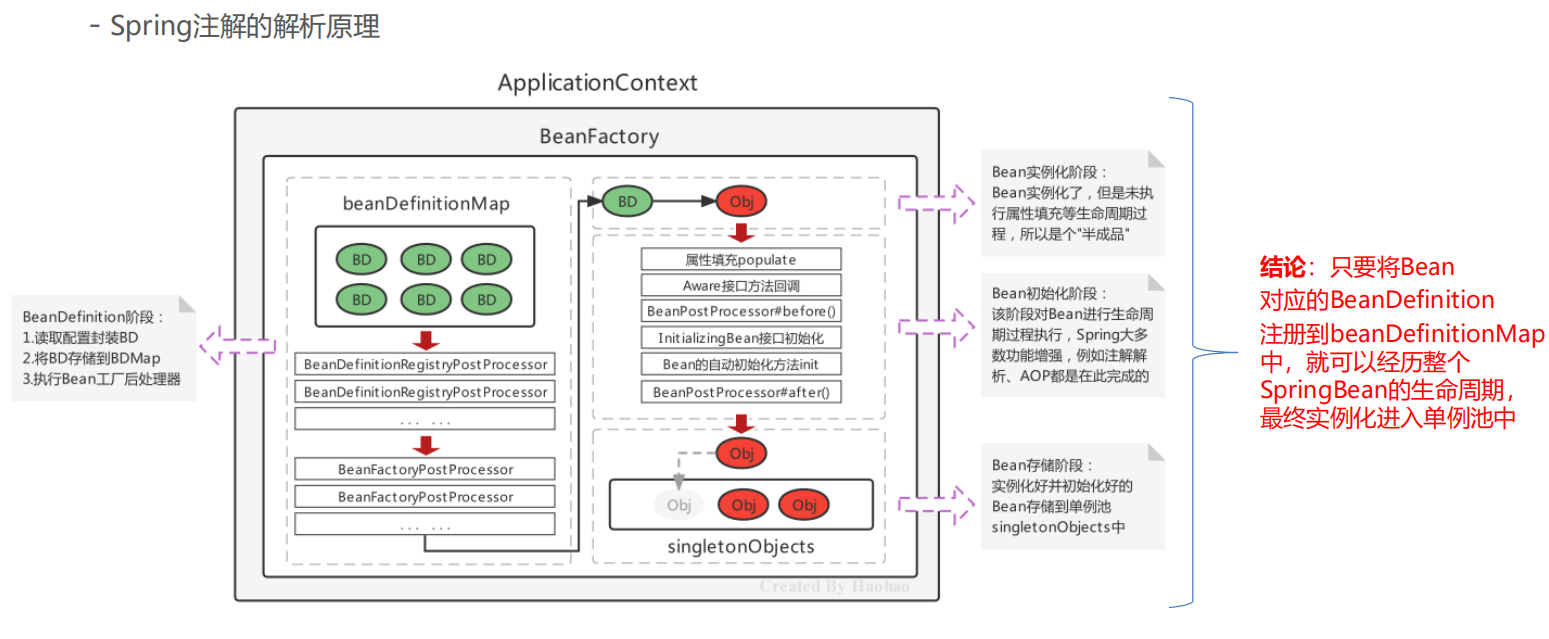 - Spring注解的解析原理
ApplicationContext
BeanFactory
beanDefinitionMap
BD
BD
BD
BD
BD
BD
BeanDefinitionRegistryPostProcessor
BeanDefinitionRegistryPostProcessor
... ...
BeanFactoryPostProcessor
BeanFactoryPostProcessor
... ...
BeanDefinition阶段：
1.读取配置封装BD
2.将BD存储到BDMap
3.执行Bean工厂后处理器
BD
Obj
属性填充populate
Aware接口方法回调
BeanPostProcessor#before()
InitializingBean接口初始化
Bean的自动初始化方法init
BeanPostProcessor#after()
Obj
Obj
Obj
Obj
singletonObjects
Created By Haohao
Bean实例化阶段：
Bean实例化了，但是未执
行属性填充等生命周期过
程，所以是个"半成品"
Bean初始化阶段：
该阶段对Bean进行生命周
期过程执行，Spring大多
数功能增强，例如注解解
析、AOP都是在此完成的
Bean存储阶段：
实例化好并初始化好的
Bean存储到单例池
singletonObjects中
结论：只要将Bean
对应的BeanDefinition
注册到beanDefinitionMap
中，就可以经历整个
SpringBean的生命周期，
最终实例化进入单例池中